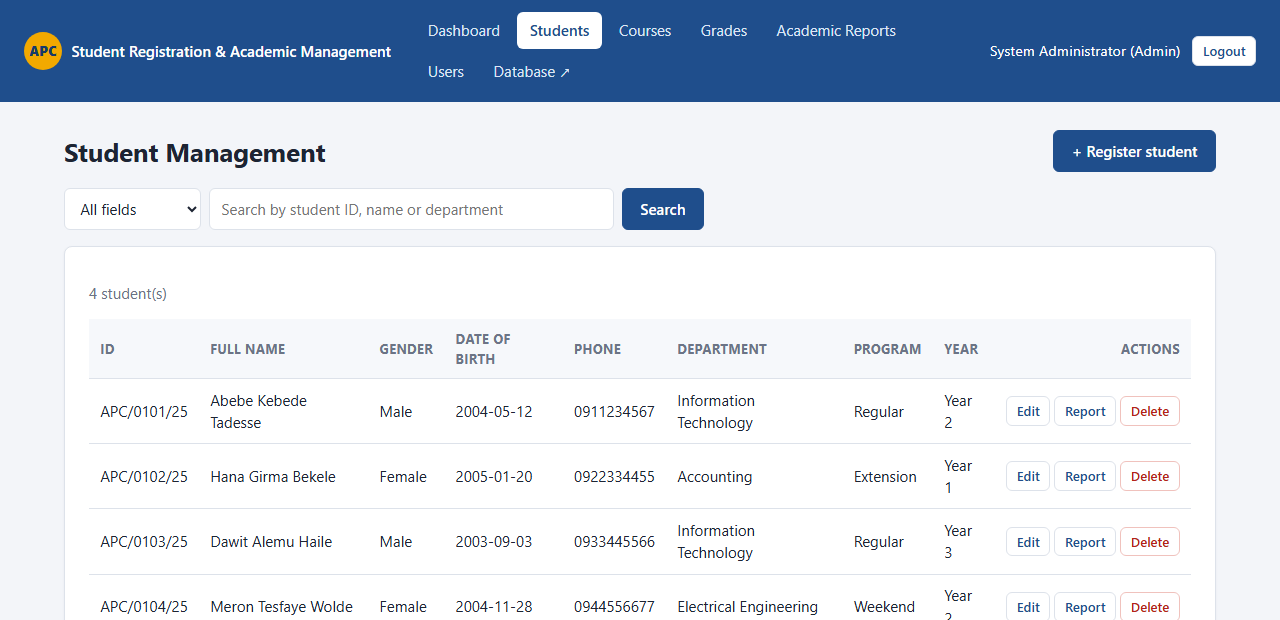 APC Student Registration & Academic Management
Dashboard Students Courses Grades Academic Reports
Users Database ↗
System Administrator (Admin) Logout
Student Management
+ Register student
All fields Search by student ID, name or department Search
4 student(s)
ID FULL NAME GENDER DATE OF BIRTH PHONE DEPARTMENT PROGRAM YEAR ACTIONS
APC/0101/25 Abebe Kebede Tadesse Male 2004-05-12 0911234567 Information Technology Regular Year 2 Edit Report Delete
APC/0102/25 Hana Girma Bekele Female 2005-01-20 0922334455 Accounting Extension Year 1 Edit Report Delete
APC/0103/25 Dawit Alemu Haile Male 2003-09-03 0933445566 Information Technology Regular Year 3 Edit Report Delete
APC/0104/25 Meron Tesfaye Wolde Female 2004-11-28 0944556677 Electrical Engineering Weekend Year 2 Edit Report Delete